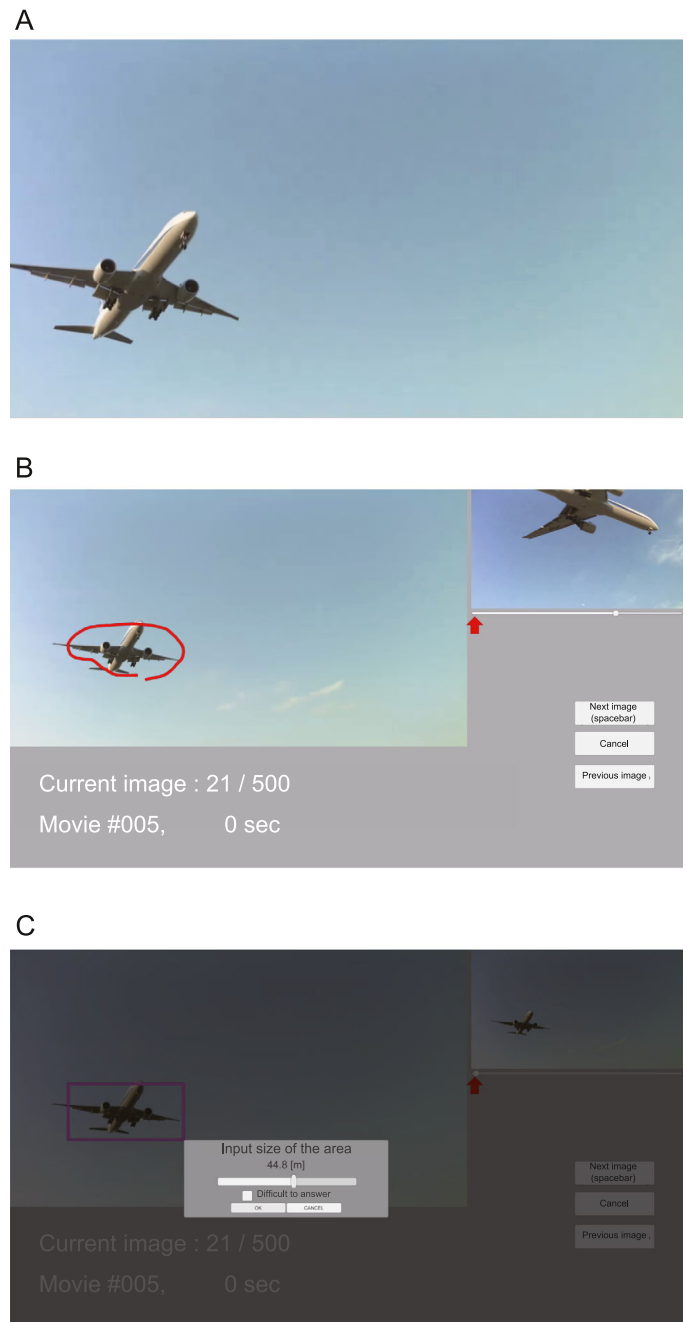 A
B
Next image
(spacebar)
Cancel
Previous image
Current image : 21 / 500
Movie #005, 0 sec
C
Input size of the area
44.8 [m]
Difficult to answer
OK
CANCEL
Next image
(spacebar)
Cancel
Previous image
Current image : 21 / 500
Movie #005, 0 sec